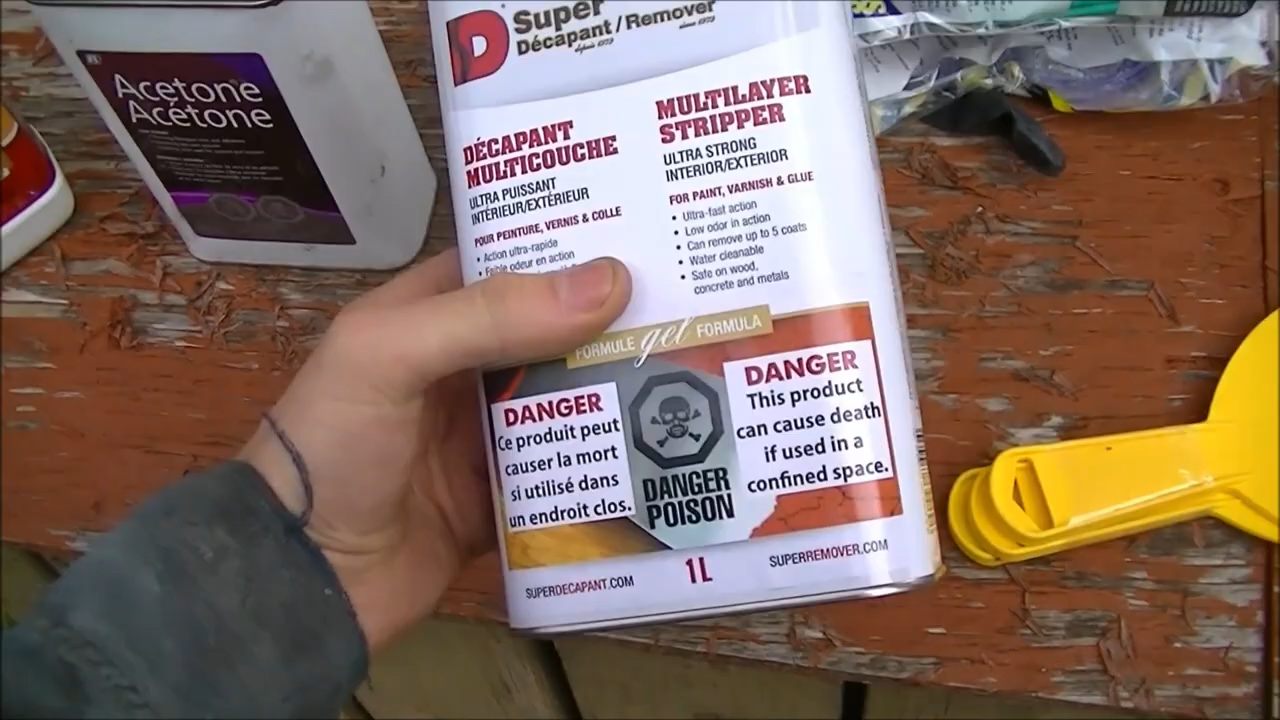 Acetone
Acétone
D
Super
Décapant / Remover
depuis 1973
since 1973
DÉCAPANT
MULTICOUCHE
ULTRA PUISSANT
INTÉRIEUR/EXTÉRIEUR
POUR PEINTURE, VERNIS & COLLE
• Action ultra-rapide
• Faible odeur en action
MULTILAYER
STRIPPER
ULTRA STRONG
INTERIOR/EXTERIOR
FOR PAINT, VARNISH & GLUE
• Ultra-fast action
• Low odor in action
• Can remove up to 5 coats
• Water cleanable
• Safe on wood,
concrete and metals
FORMULE gel FORMULA
DANGER
Ce produit peut
causer la mort
si utilisé dans
un endroit clos.
DANGER
POISON
DANGER
This product
can cause death
if used in a
confined space.
SUPERDECAPANT.COM
1L
SUPERREMOVER.COM